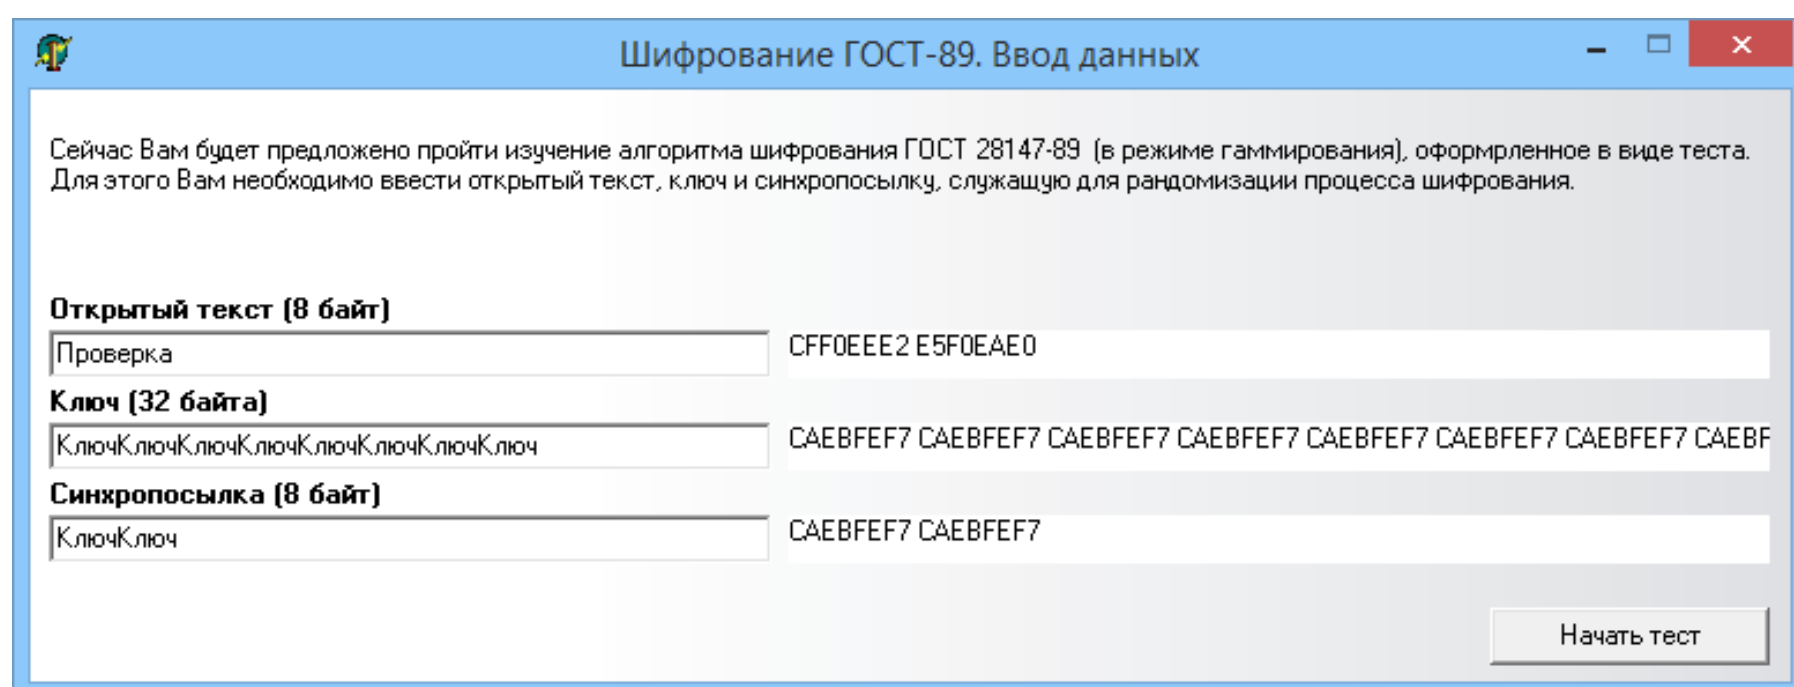 Шифрование ГОСТ-89. Ввод данных
Сейчас Вам будет предложено пройти изучение алгоритма шифрования ГОСТ 28147-89 (в режиме гаммирования), оформрленное в виде теста.
Для этого Вам необходимо ввести открытый текст, ключ и синхропосылку, служащую для рандомизации процесса шифрования.
Открытый текст (8 байт)
Проверка CFF0EEE2 E5F0EAE0
Ключ (32 байта)
КлючКлючКлючКлючКлючКлючКлючКлюч CAEBFEF7 CAEBFEF7 CAEBFEF7 CAEBFEF7 CAEBFEF7 CAEBFEF7 CAEBFEF7 CAEBF
Синхропосылка (8 байт)
КлючКлюч CAEBFEF7 CAEBFEF7
Начать тест